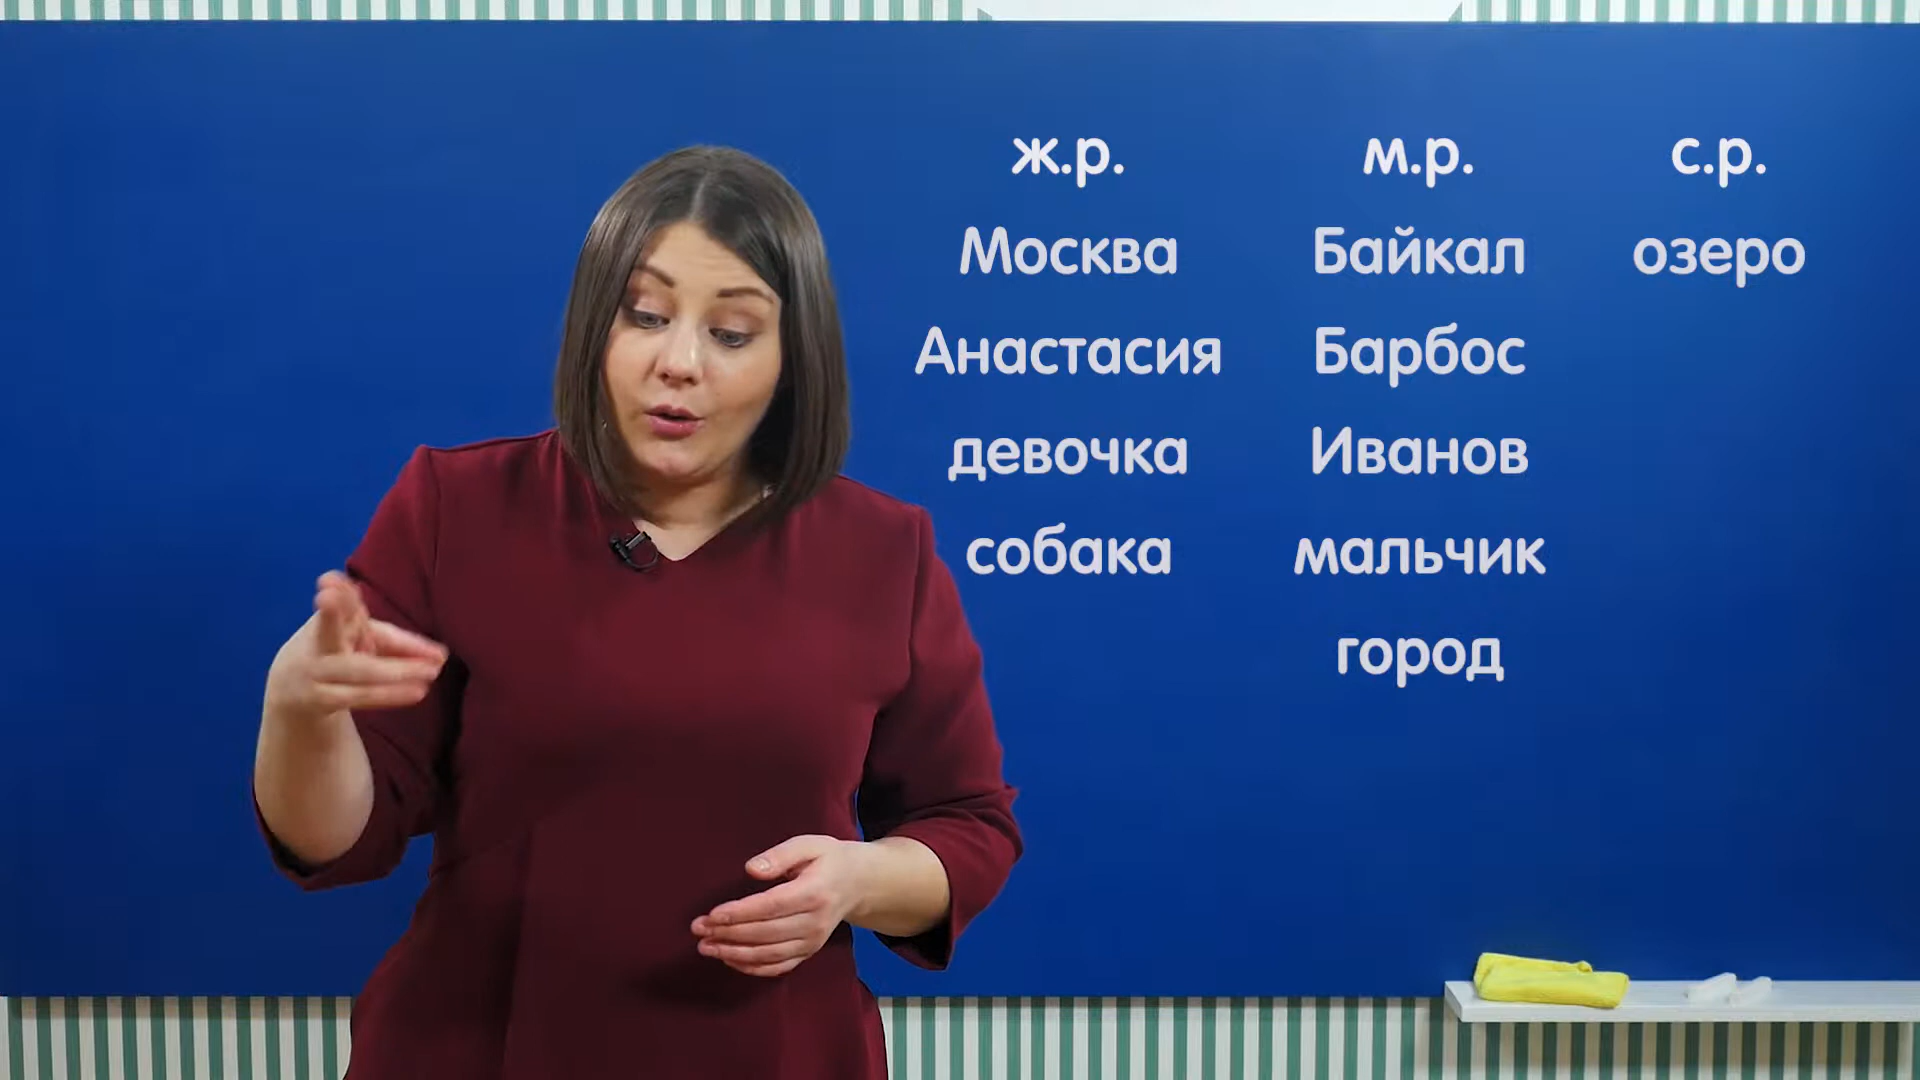 ж.р. м.р. с.р.
Москва Байкал озеро
Анастасия Барбос
девочка Иванов
собака мальчик
город